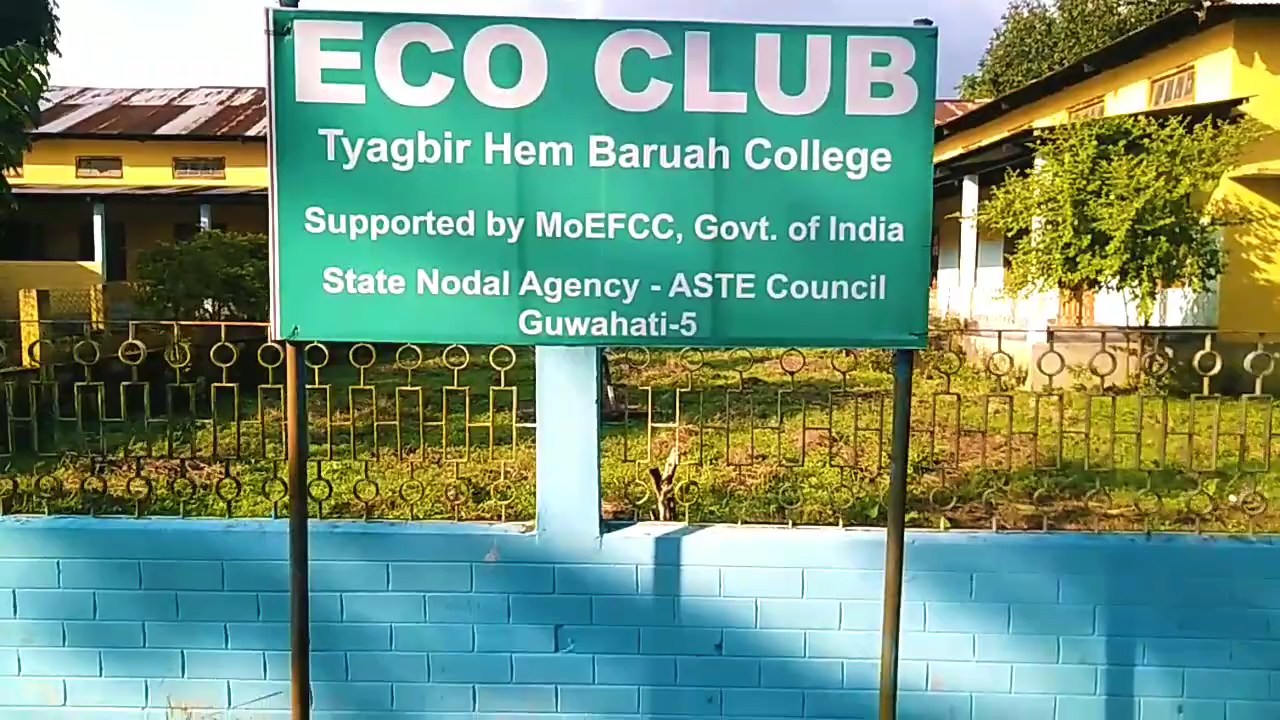 ECO CLUB
Tyagbir Hem Baruah College
Supported by MoEFCC, Govt. of India
State Nodal Agency - ASTE Council
Guwahati-5